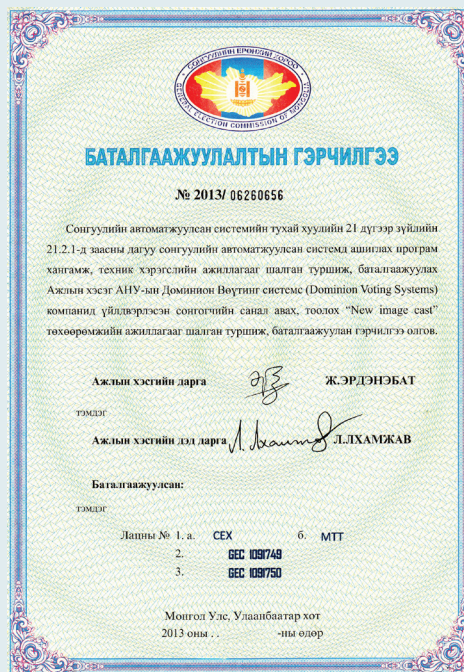 СОНГУУЛИЙН ЕРӨНХИЙ ХОРОО
GENERAL ELECTION COMMISSION OF MONGOLIA
БАТАЛГААЖУУЛАЛТЫН ГЭРЧИЛГЭЭ
№ 2013/ 06260656
Сонгуулийн автоматжуулсан системийн тухай хуулийн 21 дүгээр зүйлийн
21.2.1-д заасны дагуу сонгуулийн автоматжуулсан системд ашиглах програм
хангамж, техник хэрэгслийн ажиллагааг шалган туршиж, баталгаажуулах
Ажлын хэсэг АНУ-ын Доминион Вөүтинг системс (Dominion Voting Systems)
компанид үйлдвэрлэсэн сонгогчийн санал авах, тоолох “New image cast”
төхөөрөмжийн ажиллагааг шалган туршиж, баталгаажуулан гэрчилгээ олгов.
Ажлын хэсгийн дарга Ж.ЭРДЭНЭБАТ
тэмдэг
Ажлын хэсгийн дэд дарга Л.ЛХАМЖАВ
Баталгаажуулсан:
тэмдэг
Лацны № 1. а. СЕХ б. МТТ
2. GEC 1091749
3. GEC 1091750
Монгол Улс, Улаанбаатар хот
2013 оны . . -ны өдөр